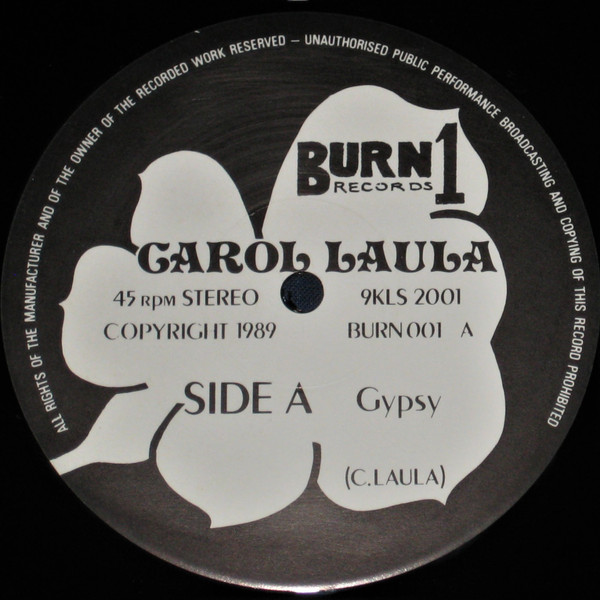 ALL RIGHTS OF THE MANUFACTURER AND OF THE OWNER OF THE RECORDED WORK RESERVED – UNAUTHORISED PUBLIC PERFORMANCE BROADCASTING AND COPYING OF THIS RECORD PROHIBITED
BURN 1
RECORDS
CAROL LAULA
45 RPM STEREO 9KLS 2001
COPYRIGHT 1989 BURN 001 A
SIDE A Gypsy
(C.LAULA)